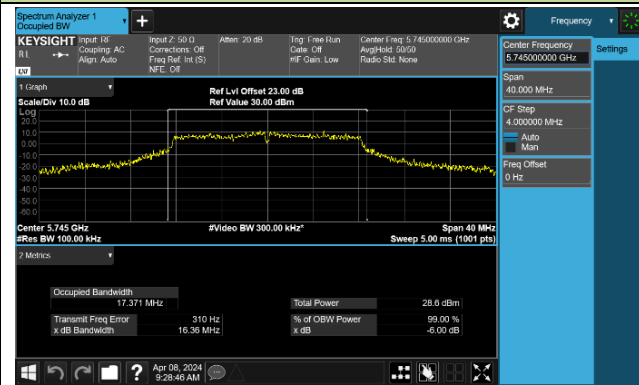 Spectrum Analyzer 1
Occupied BW
Frequency
KEYSIGHT
Input: RF
Coupling: AC
Align: Auto
Input Z: 50 Ω
Corrections: Off
Freq Ref: Int (S)
NFE: Off
Atten: 20 dB
Trig: Free Run
Gate: Off
#IF Gain: Low
Center Freq: 5.745000000 GHz
Avg|Hold: 50/50
Radio Std: None
RL
Center Frequency
5.745000000 GHz
Settings
Span
40.000 MHz
CF Step
4.000000 MHz
Auto
Man
Freq Offset
0 Hz
1 Graph
Scale/Div 10.0 dB
Ref Lvl Offset 23.00 dB
Ref Value 30.00 dBm
Log
20.0
10.0
0.00
-10.0
-20.0
-30.0
-40.0
-50.0
-60.0
Center 5.745 GHz
#Res BW 100.00 kHz
#Video BW 300.00 kHz*
Span 40 MHz
Sweep 5.00 ms (1001 pts)
2 Metrics
Occupied Bandwidth
17.371 MHz
Total Power 28.6 dBm
Transmit Freq Error 310 Hz
% of OBW Power 99.00 %
x dB Bandwidth 16.36 MHz
x dB -6.00 dB
Apr 08, 2024
9:28:46 AM